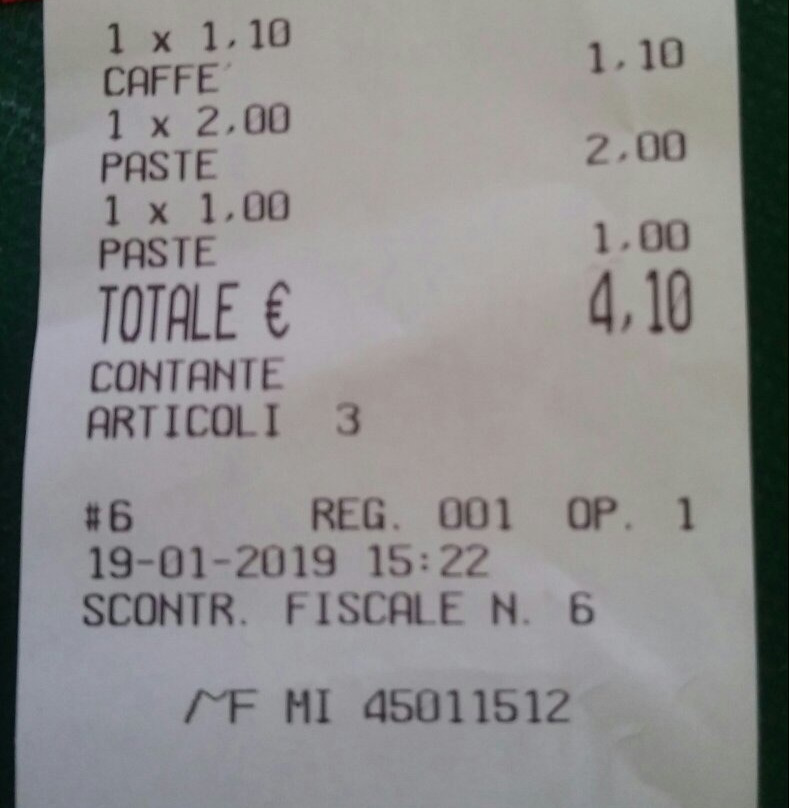 1 x 1,10
CAFFE' 1,10
1 x 2,00
PASTE 2,00
1 x 1,00
PASTE 1,00
TOTALE € 4,10
CONTANTE
ARTICOLI 3
#6 REG. 001 OP. 1
19-01-2019 15:22
SCONTR. FISCALE N. 6
MF MI 45011512